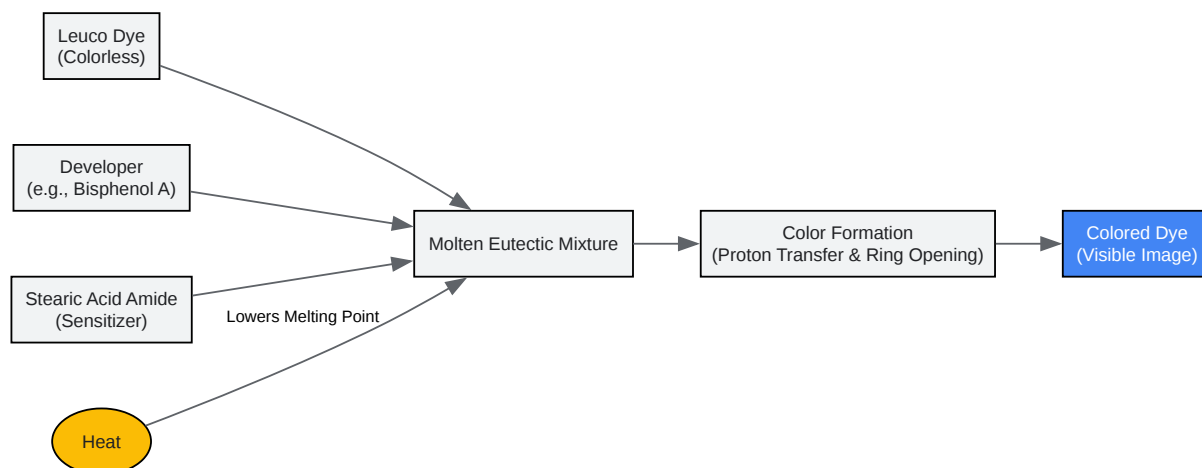 Leuco Dye
(Colorless)
Developer
(e.g., Bisphenol A)
Stearic Acid Amide
(Sensitizer)
Lowers Melting Point
Heat
Molten Eutectic Mixture
Color Formation
(Proton Transfer & Ring Opening)
Colored Dye
(Visible Image)